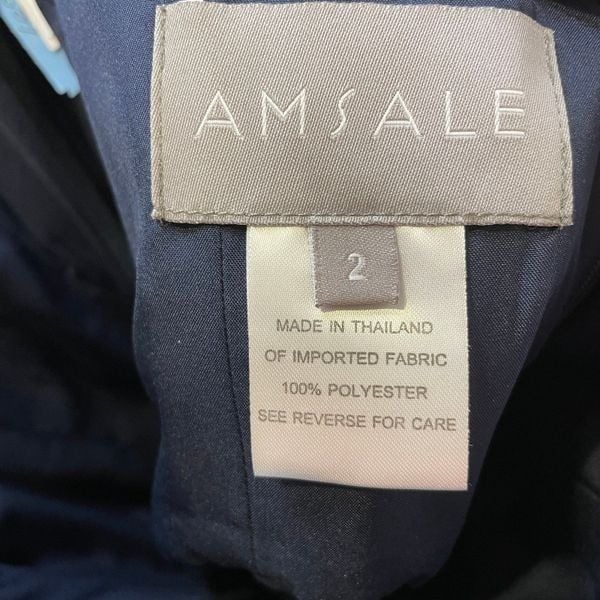 AMSALE
2
MADE IN THAILAND
OF IMPORTED FABRIC
100% POLYESTER
SEE REVERSE FOR CARE